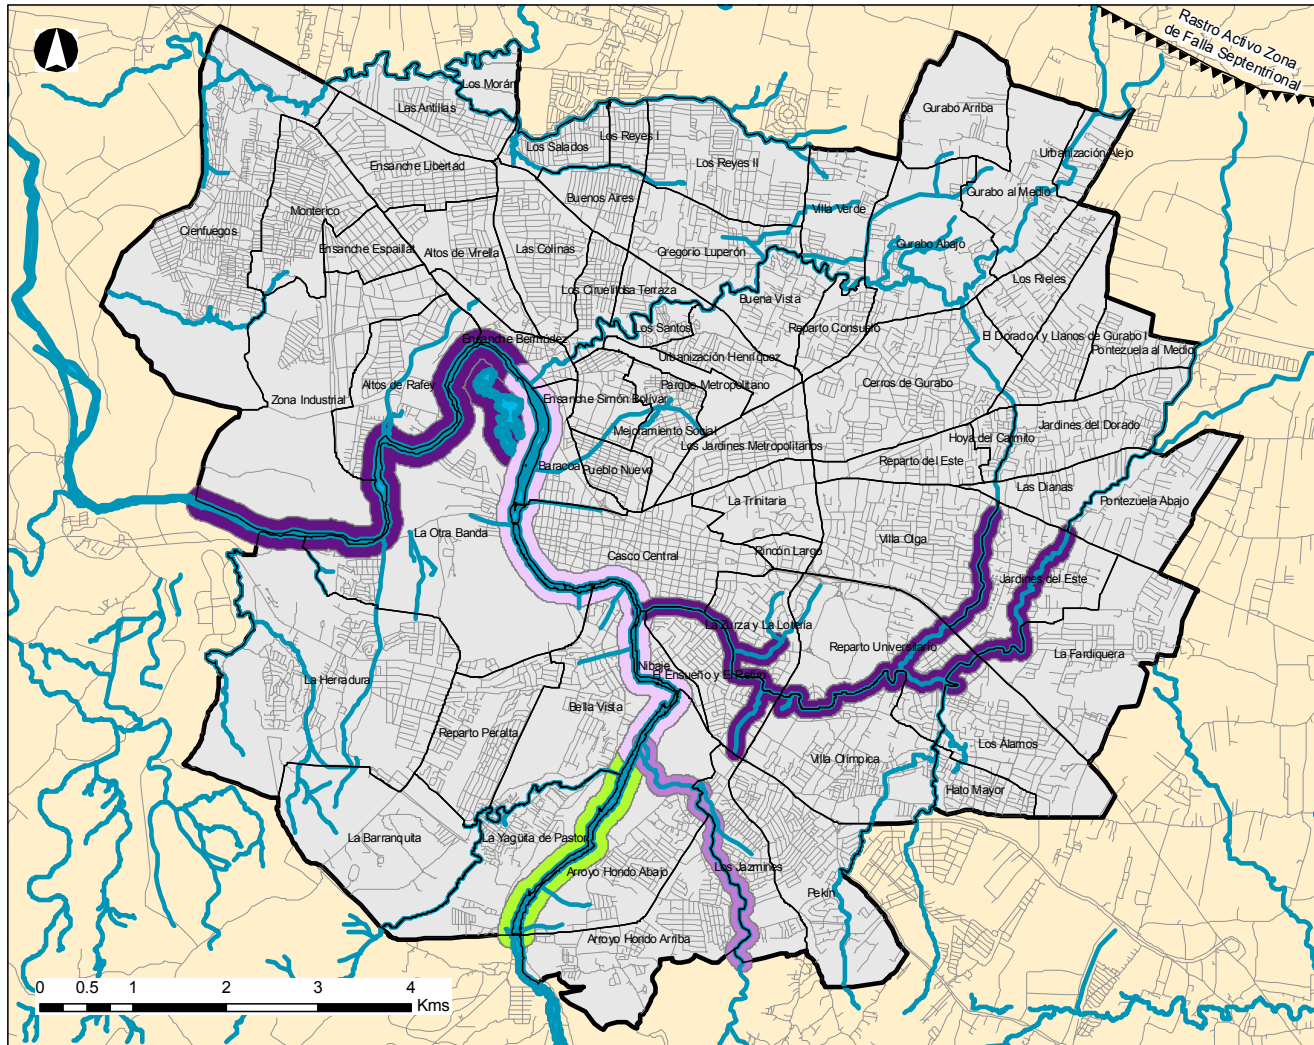 Rastro Activo Zona
de Falla Septentrional
Los Morán
Las Antillas
Gurabo Arriba
Los Reyes I
Los Salados
Urbanización Alejo
Ensanche Libertad
Los Reyes II
Gurabo al Medio
Buenos Aires
Monterico
Villa Verde
Cienfuegos
Ensanche Espaillat
Altos de Virella
Las Colinas
Gregorio Luperón
Gurabo Abajo
Los Rieles
Los Ciruelitos
La Terraza
Buena Vista
Los Santos
Reparto Consuelo
Ensanche Bermúdez
El Dorado I y Llanos de Gurabo I
Pontezuela al Medio
Urbanización Henríquez
Altos de Rafey
Parque Metropolitano
Cerros de Gurabo
Zona Industrial
Ensanche Simón Bolívar
Mejoramiento Social
Jardines del Dorado
Hoya del Caimito
Los Jardines Metropolitanos
Reparto del Este
Baracoa
Pueblo Nuevo
Las Dianas
La Trinitaria
Pontezuela Abajo
La Otra Banda
Villa Olga
Casco Central
Rincón Largo
Jardines del Este
La Zurza y La Lotería
Reparto Universitario
La Fardiquera
Nibaje
El Ensueño y El Retiro
La Herradura
Bella Vista
Reparto Peralta
Los Álamos
Villa Olímpica
Hato Mayor
La Barranquita
La Yagüita de Pastor
Arroyo Hondo Abajo
Los Jazmines
Pekín
Arroyo Hondo Arriba
0 0.5 1 2 3 4
Kms